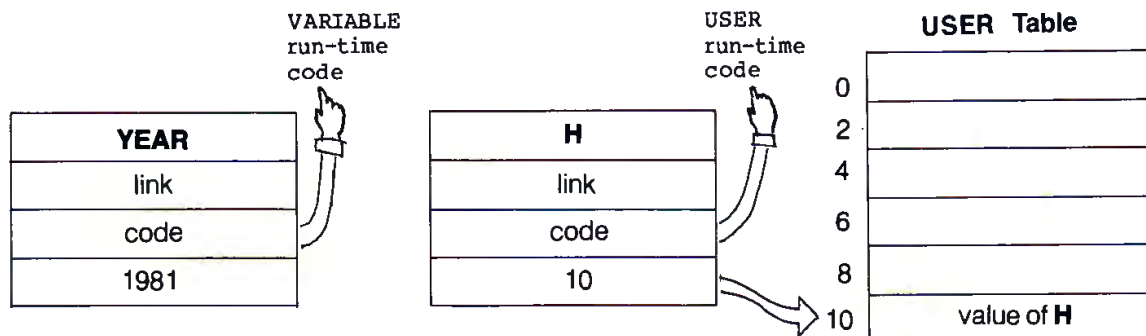 VARIABLE
run-time
code
YEAR
link
code
1981
USER
run-time
code
H
link
code
10
USER Table
0
2
4
6
8
10 value of H